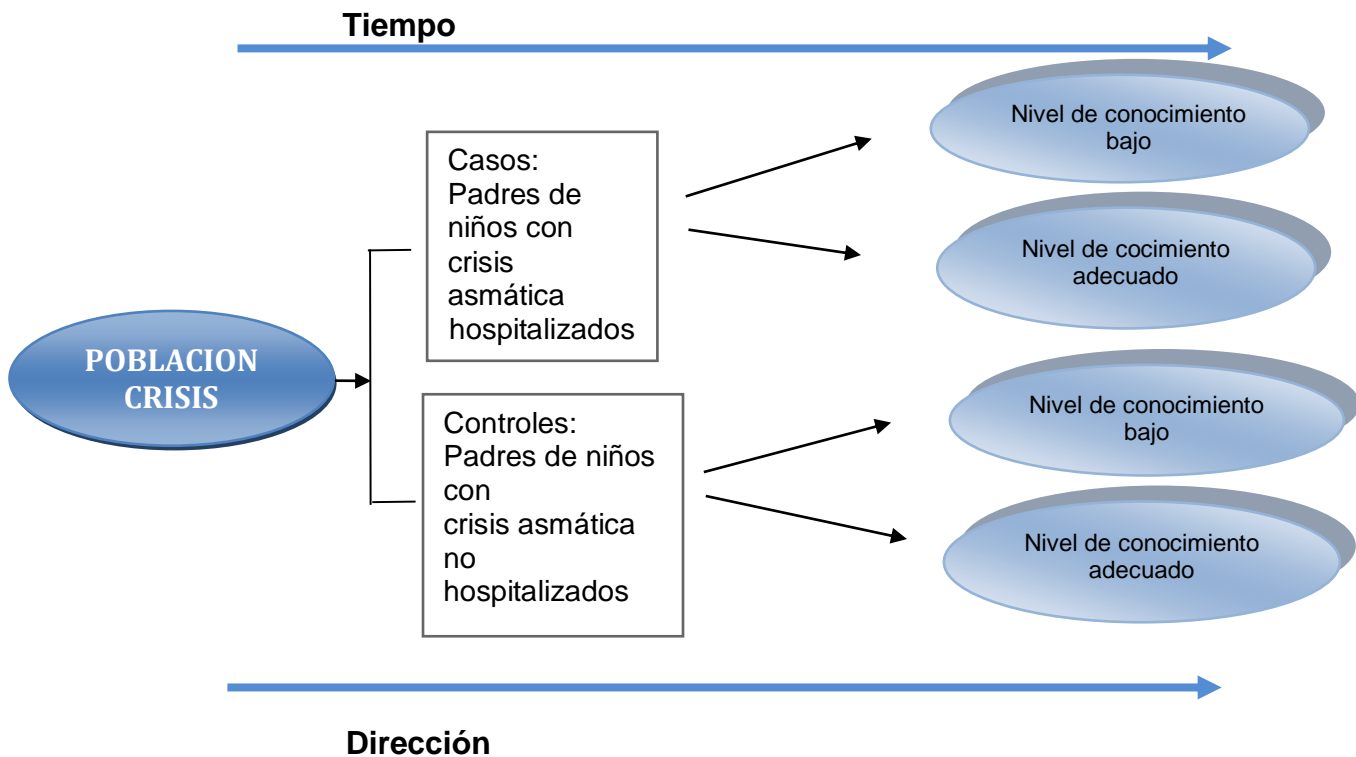 Tiempo
POBLACION
CRISIS
Casos:
Padres de
niños con
crisis
asmática
hospitalizados
Controles:
Padres de niños
con
crisis asmática
no
hospitalizados
Nivel de conocimiento
bajo
Nivel de cocimiento
adecuado
Nivel de conocimiento
bajo
Nivel de conocimiento
adecuado
Dirección